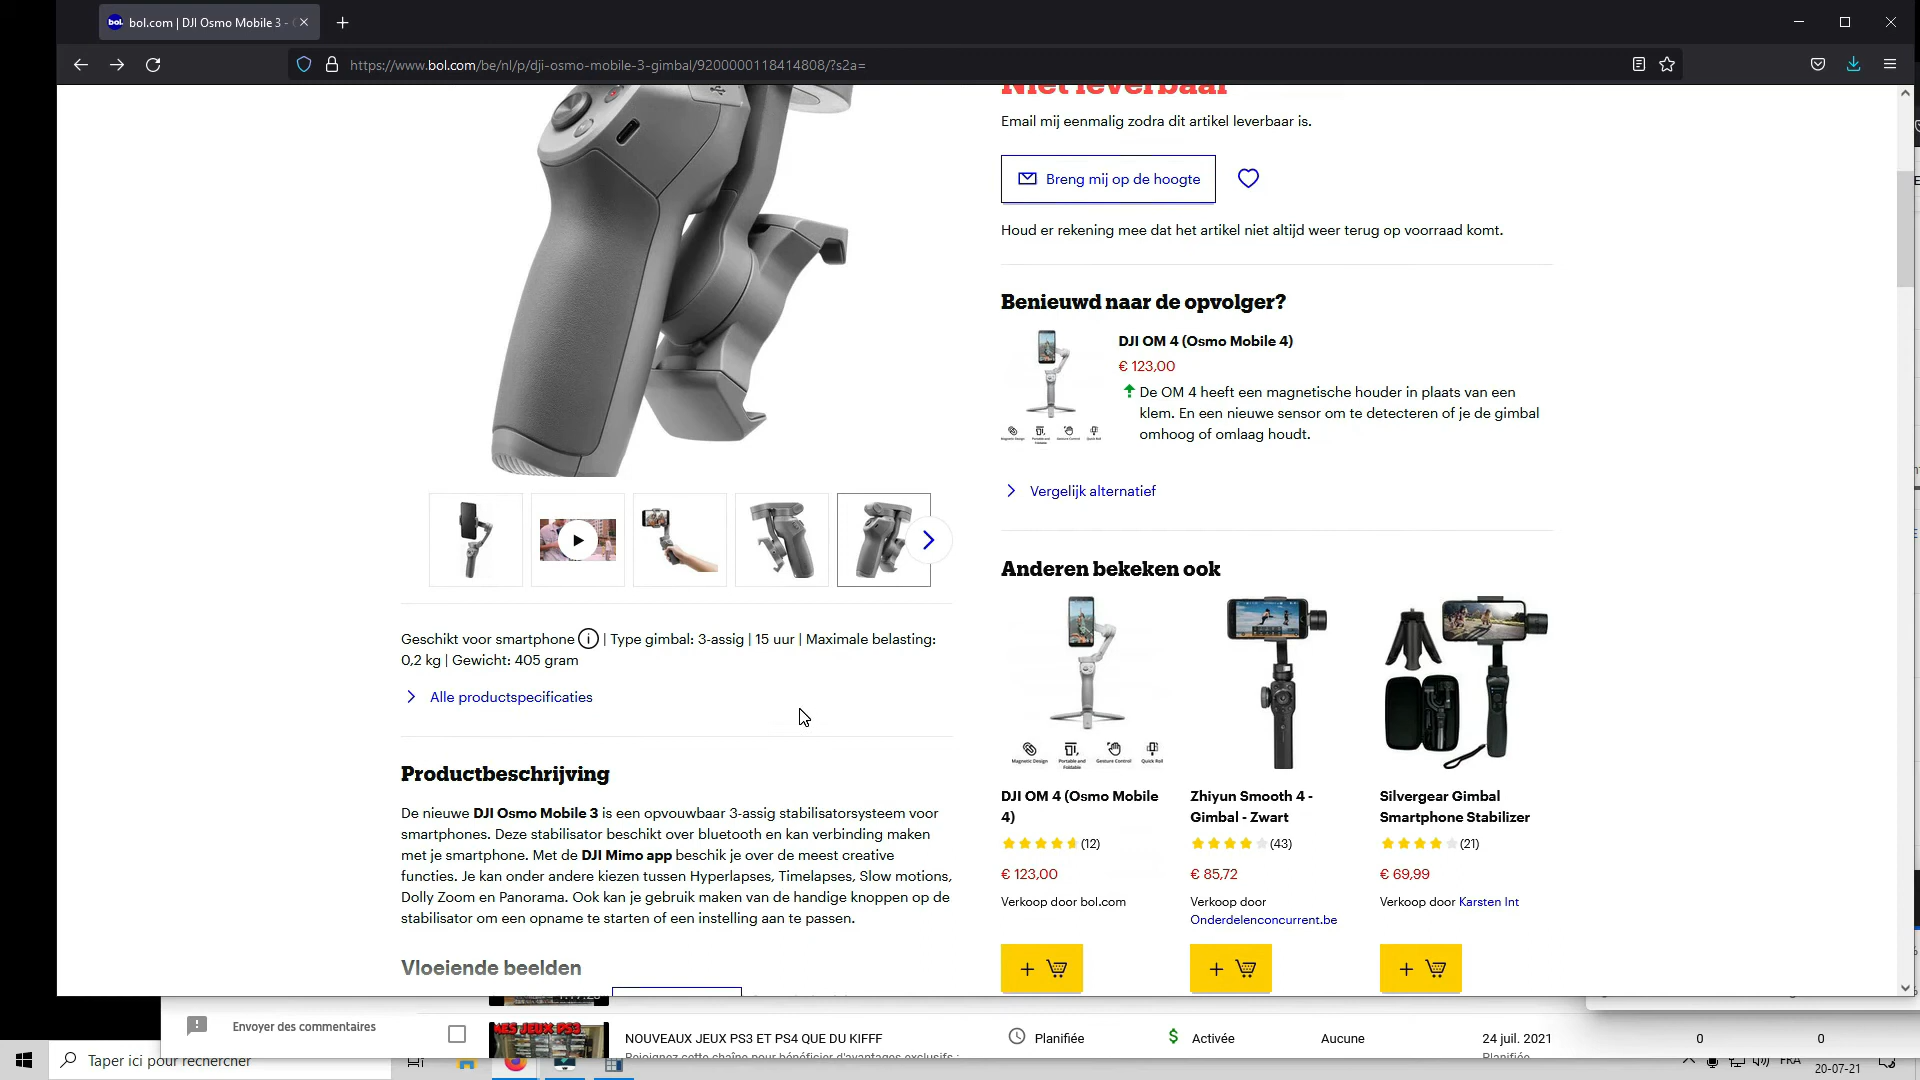 bol. bol.com | DJI Osmo Mobile 3 -
https://www.bol.com/be/nl/p/dji-osmo-mobile-3-gimbal/9200000118414808/?s2a=
Niet leverbaar
Email mij eenmalig zodra dit artikel leverbaar is.
Breng mij op de hoogte
Houd er rekening mee dat het artikel niet altijd weer terug op voorraad komt.
Benieuwd naar de opvolger?
DJI OM 4 (Osmo Mobile 4)
€ 123,00
De OM 4 heeft een magnetische houder in plaats van een
klem. En een nieuwe sensor om te detecteren of je de gimbal
omhoog of omlaag houdt.
Vergelijk alternatief
Geschikt voor smartphone | Type gimbal: 3-assig | 15 uur | Maximale belasting:
0,2 kg | Gewicht: 405 gram
Alle productspecificaties
Productbeschrijving
De nieuwe DJI Osmo Mobile 3 is een opvouwbaar 3-assig stabilisatorsysteem voor
smartphones. Deze stabilisator beschikt over bluetooth en kan verbinding maken
met je smartphone. Met de DJI Mimo app beschik je over de meest creative
functies. Je kan onder andere kiezen tussen Hyperlapses, Timelapses, Slow motions,
Dolly Zoom en Panorama. Ook kan je gebruik maken van de handige knoppen op de
stabilisator om een opname te starten of een instelling aan te passen.
Vloeiende beelden
Anderen bekeken ook
Magnetic Design Portable and Foldable Gesture Control Quick Roll
DJI OM 4 (Osmo Mobile
4)
(12)
€ 123,00
Verkoop door bol.com
Zhiyun Smooth 4 -
Gimbal - Zwart
(43)
€ 85,72
Verkoop door
Onderdelenconcurrent.be
Silvergear Gimbal
Smartphone Stabilizer
(21)
€ 69,99
Verkoop door Karsten Int
Envoyer des commentaires
MES JEUX PS3
NOUVEAUX JEUX PS3 ET PS4 QUE DU KIFFF
Rejoignez cette chaîne pour bénéficier d'avantages exclusifs :
Planifiée
$ Activée
Aucune
24 juil. 2021
Planifiée
0
0
Taper ici pour rechercher
FRA
20-07-21